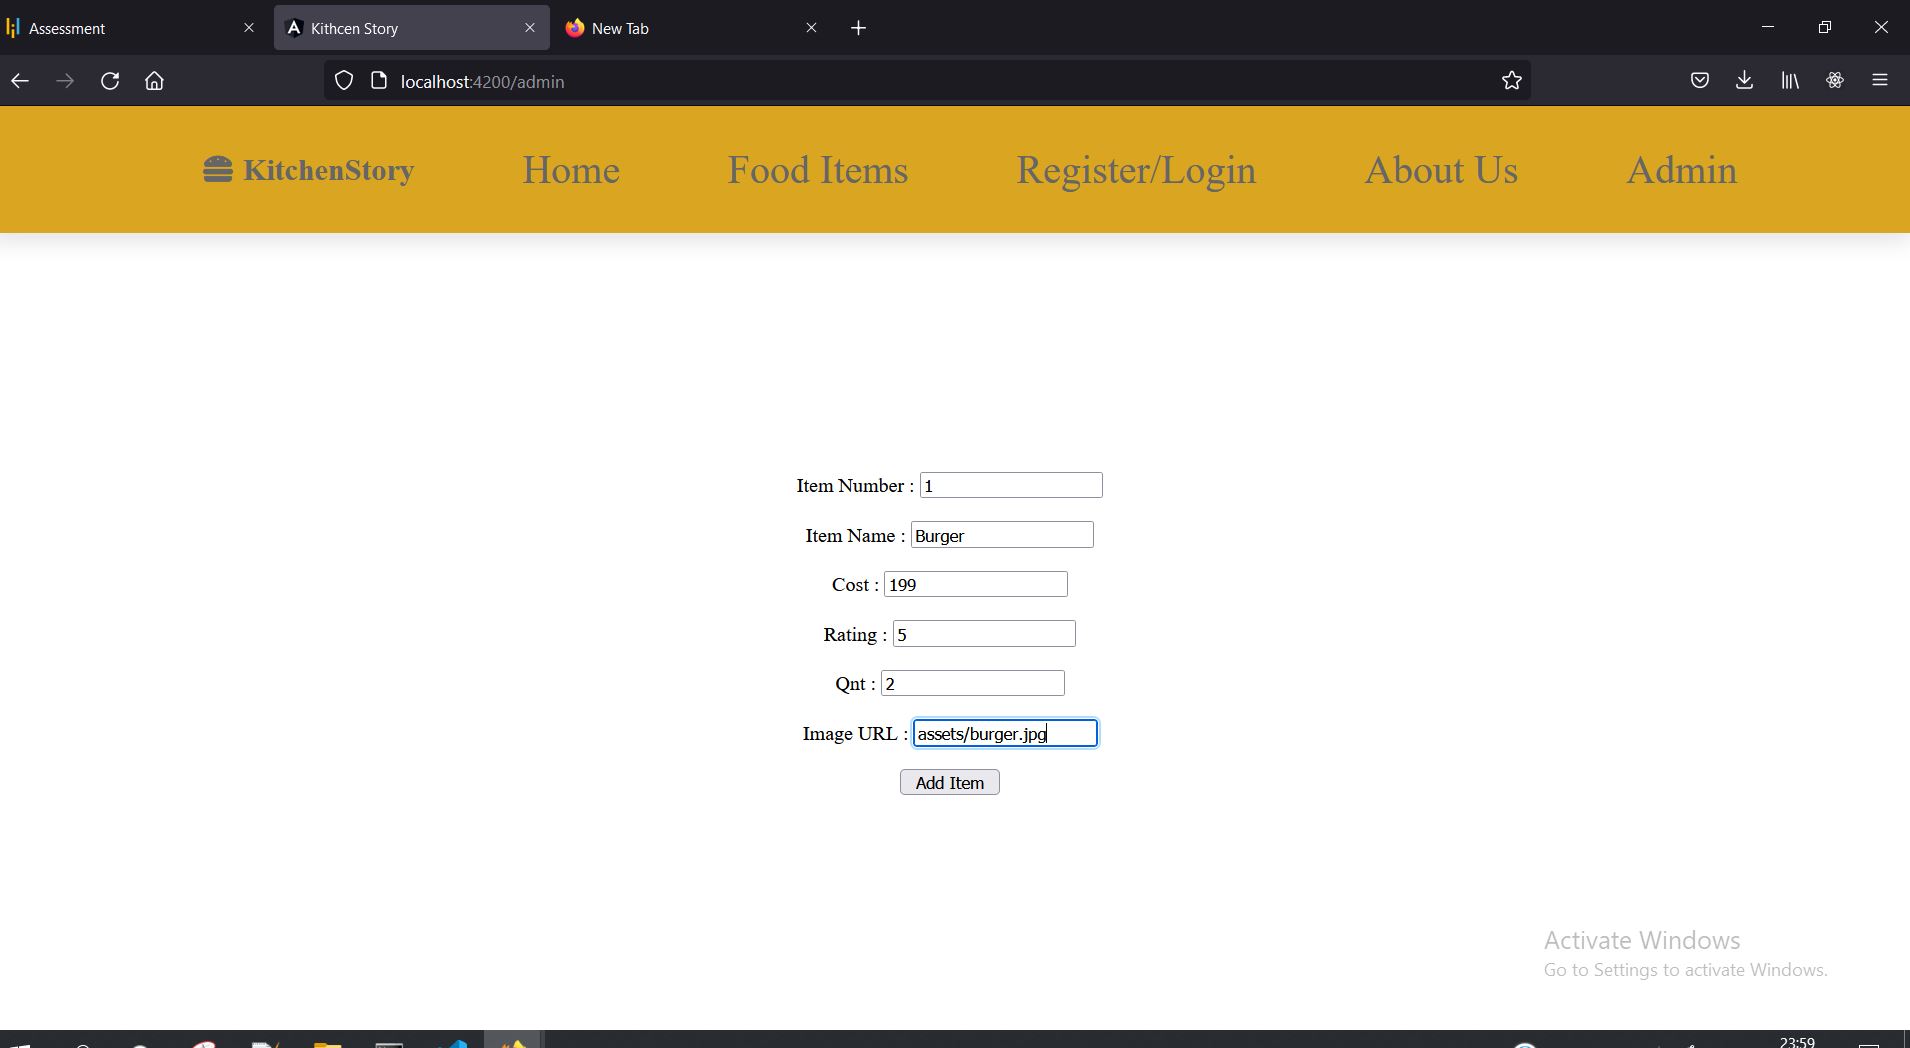 Assessment
Kithcen Story
New Tab
localhost:4200/admin
KitchenStory Home Food Items Register/Login About Us Admin
Item Number : 1
Item Name : Burger
Cost : 199
Rating : 5
Qnt : 2
Image URL : assets/burger.jpg
Add Item
Activate Windows
Go to Settings to activate Windows.
23:59